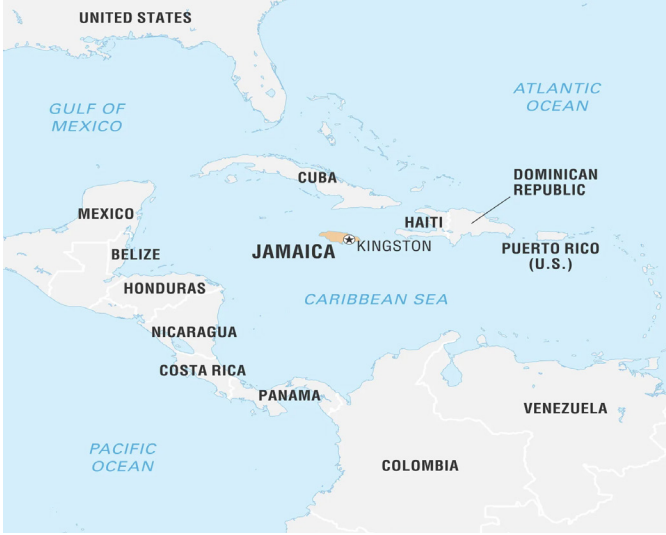 UNITED STATES
GULF OF
MEXICO
ATLANTIC
OCEAN
CUBA
DOMINICAN
REPUBLIC
MEXICO
HAITI
JAMAICA
KINGSTON
PUERTO RICO
(U.S.)
BELIZE
HONDURAS
CARIBBEAN SEA
NICARAGUA
COSTA RICA
PANAMA
VENEZUELA
PACIFIC
OCEAN
COLOMBIA